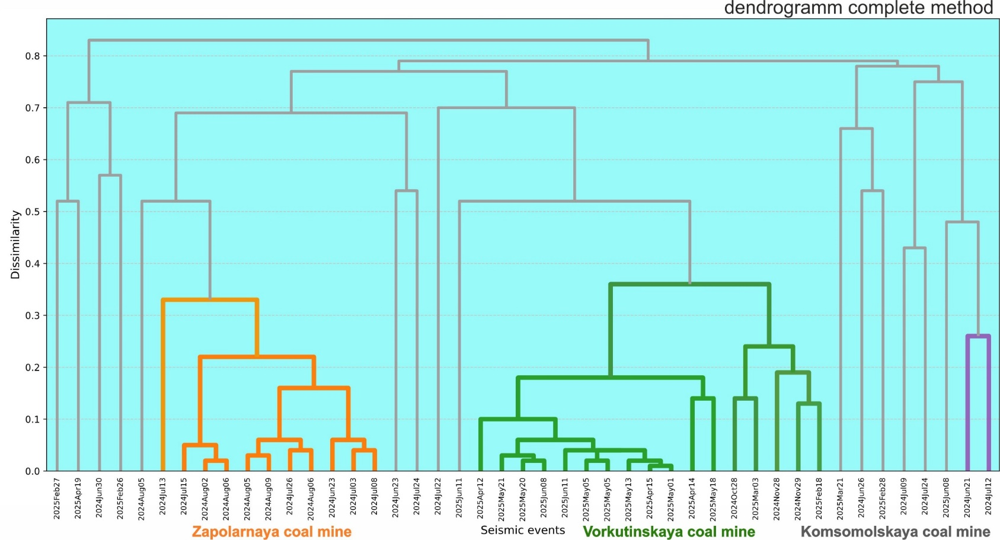 dendrogramm complete method
0.8
0.7
0.6
0.5
0.4
0.3
0.2
0.1
0.0
Dissimilarity
2025Feb27
2025Apr19
2024Jun30
2025Feb26
2024Aug05
2024Jul13
2024Jul15
2024Aug02
2024Aug06
2024Aug05
2024Aug09
2024Jul26
2024Aug06
2024Jun23
2024Jul03
2024Jul08
2024Jun23
2024Jul24
2024Jul22
2025Jun11
2025Apr12
2025May21
2025May20
2025Jun08
2025Jun11
2025May05
2025May05
2025May13
2025Apr15
2025May01
2025Apr14
2025May18
2024Oct28
2025Mar03
2024Nov28
2024Nov29
2025Feb18
2025Mar21
2024Jun26
2025Feb28
2024Jul09
2024Jul24
2025Jun08
2024Jun21
2024Jul12
Zapolarnaya coal mine
Seismic events
Vorkutinskaya coal mine
Komsomolskaya coal mine